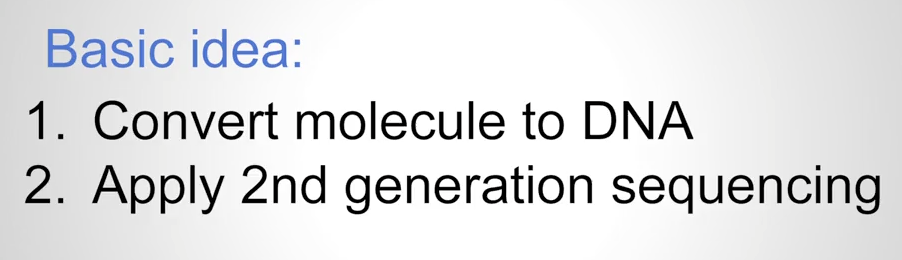 Basic idea:
1. Convert molecule to DNA
2. Apply 2nd generation sequencing